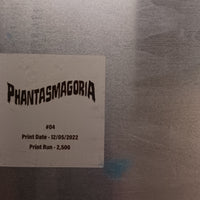 PHANTASMAGORIA
#04
Print Date - 12/05/2022
Print Run - 2,500